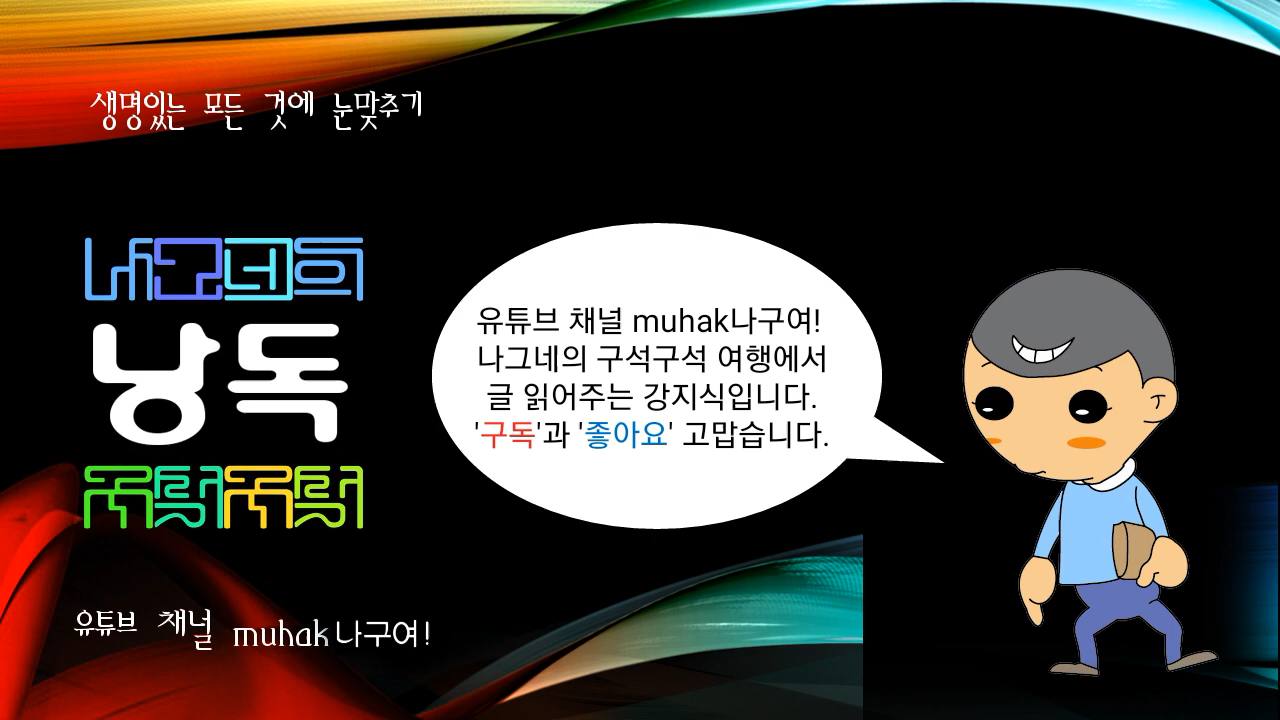 생명있는 모든 것에 눈맞추기
나그네의
낭독
구석구석
유튜브 채널 muhak나구여!
나그네의 구석구석 여행에서
글 읽어주는 강지식입니다.
'구독'과 '좋아요' 고맙습니다.
유튜브 채널 muhak나구여!